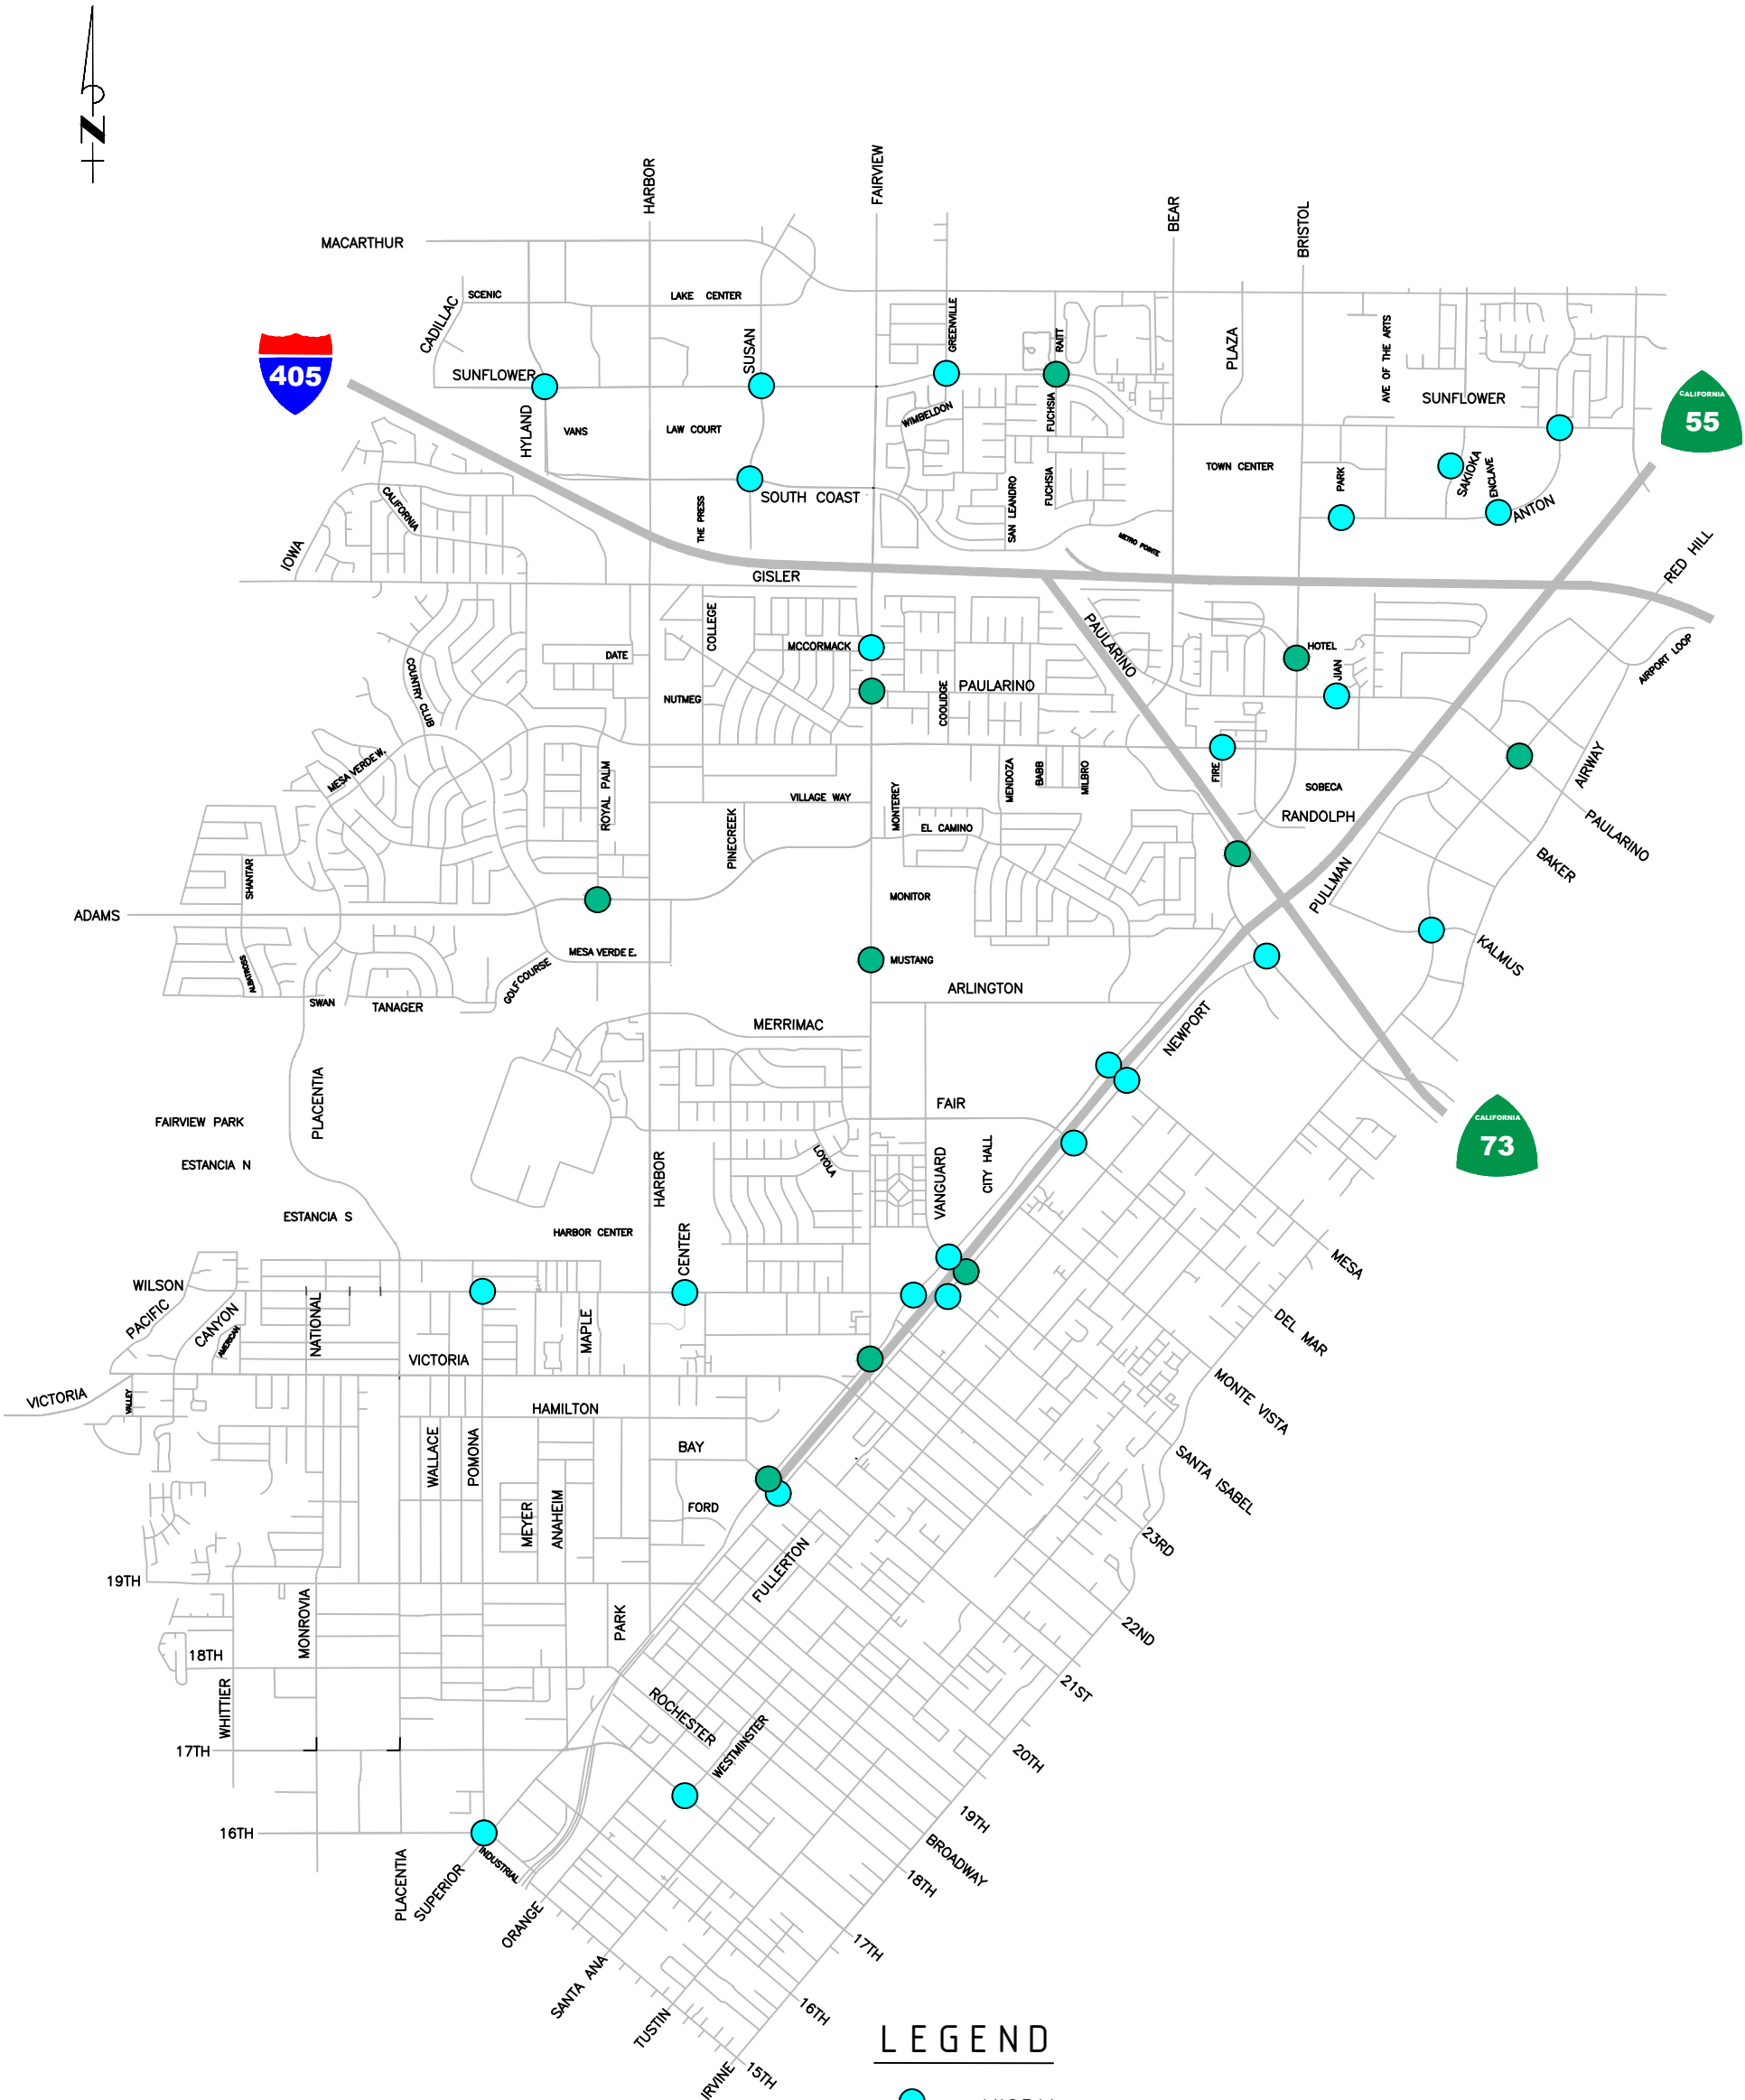 N
HARBOR
FAIRVIEW
BEAR
BRISTOL
MACARTHUR
CADILLAC
SCENIC
LAKE CENTER
SUSAN
GREENVILLE
RAITT
PLAZA
AVE OF THE ARTS
405
SUNFLOWER
SUNFLOWER
CALIFORNIA
55
HYLAND
VANS
LAW COURT
WIMBELDON
FUCHSIA
TOWN CENTER
PARK
SAKIOKA
ENCLAVE
ANTON
CALIFORNIA
THE PRESS
SOUTH COAST
SAN LEANDRO
FUCHSIA
METRO POINTE
IOWA
GISLER
RED HILL
COLLEGE
MCCORMACK
PAULARINO
HOTEL
JIAN
AIRPORT LOOP
DATE
COUNTRY CLUB
NUTMEG
COOLIDGE
PAULARINO
MESA VERDE W.
ROYAL PALM
VILLAGE WAY
MONTEREY
MENDOZA
BABB
MILBRO
FIRE
SOBECA
AIRWAY
RANDOLPH
PINECREEK
EL CAMINO
PAULARINO
BAKER
SHANTAR
MONITOR
PULLMAN
ADAMS
MESA VERDE E.
MUSTANG
KALMUS
ALBATROSS
GOLF COURSE
SWAN
TANAGER
ARLINGTON
MERRIMAC
NEWPORT
PLACENTIA
FAIR
FAIRVIEW PARK
CALIFORNIA
73
ESTANCIA N
LOYOLA
HARBOR
VANGUARD
CITY HALL
ESTANCIA S
HARBOR CENTER
CENTER
MESA
WILSON
PACIFIC
CANYON
AMERICAN
NATIONAL
MAPLE
DEL MAR
VICTORIA
VICTORIA
VALLEY
MONTE VISTA
HAMILTON
WALLACE
POMONA
BAY
SANTA ISABEL
MEYER
ANAHEIM
FORD
23RD
FULLERTON
19TH
MONROVIA
PARK
22ND
18TH
WHITTIER
21ST
ROCHESTER
WESTMINSTER
17TH
20TH
16TH
19TH
BROADWAY
INDUSTRIAL
PLACENTIA
SUPERIOR
18TH
ORANGE
17TH
SANTA ANA
16TH
TUSTIN
LEGEND
IRVINE
15TH